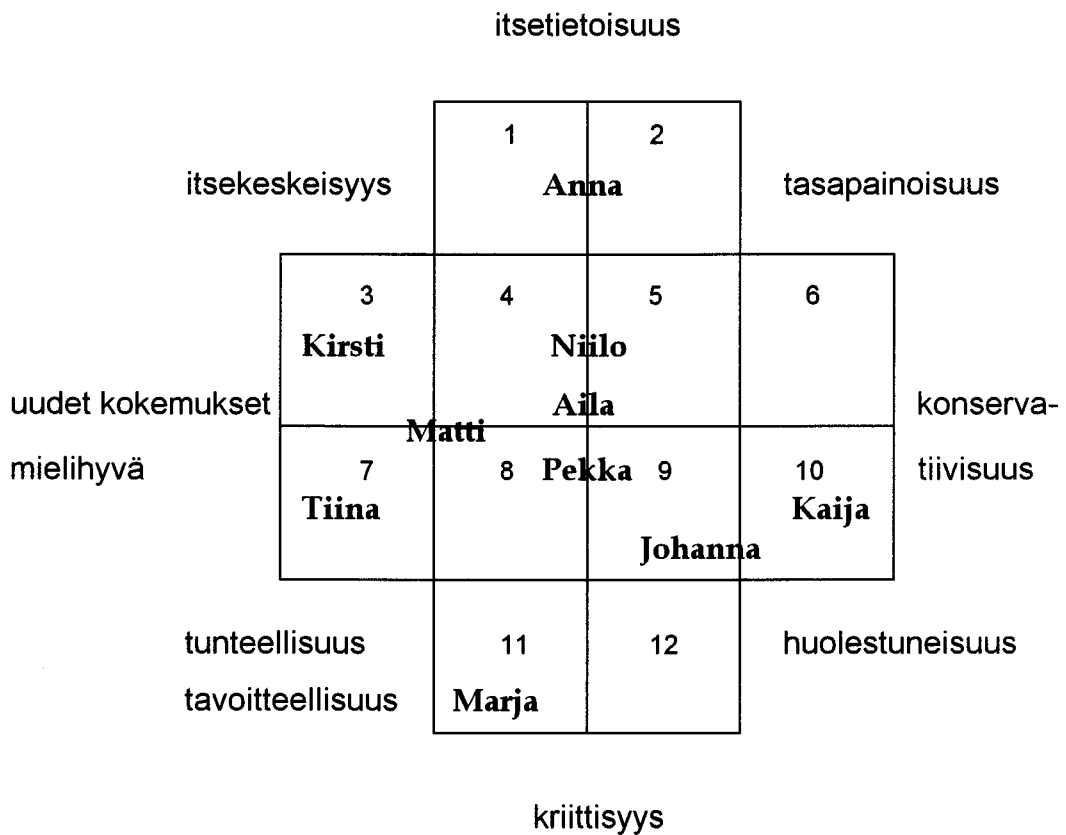 itsetietoisuus
1 2
itsekeskeisyys Anna tasapainoisuus
3 4 5 6
Kirsti Niilo
uudet kokemukset Aila konserva-
Matti
mielihyvä 7 8 Pekka 9 10 tiivisuus
Tiina Kaija
Johanna
tunteellisuus 11 12 huolestuneisuus
tavoitteellisuus Marja
kriittisyys